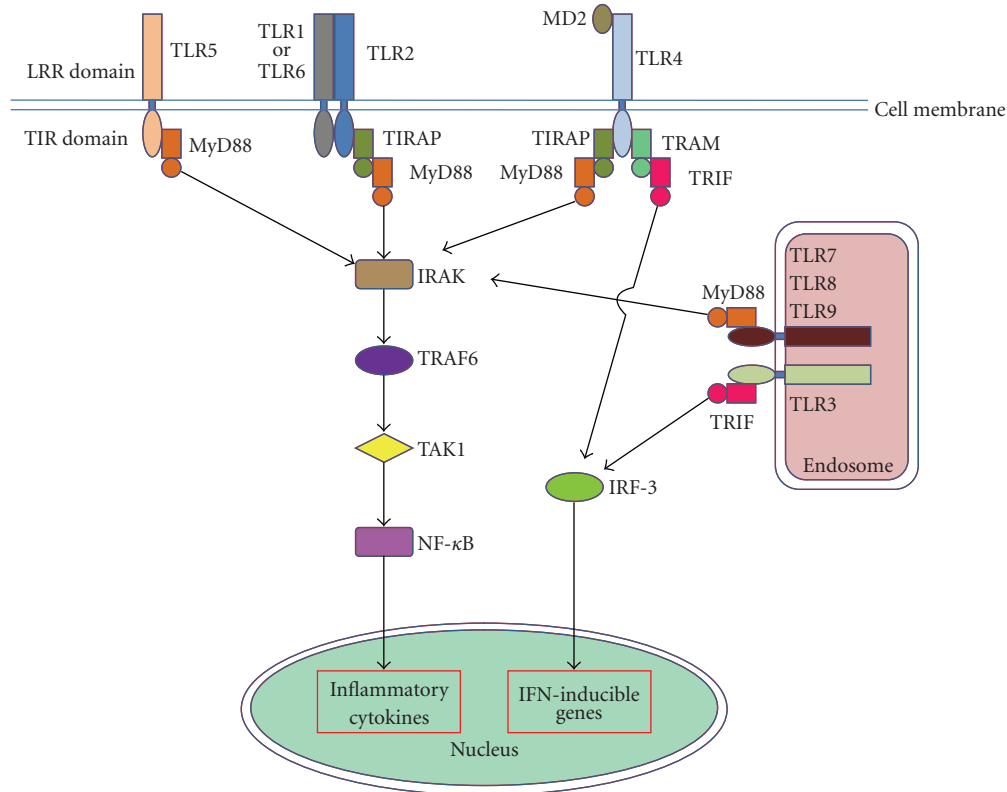 MD2
TLR1
or
TLR6
TLR5
TLR2
TLR4
LRR domain
Cell membrane
TIR domain
MyD88
TIRAP
MyD88
TIRAP
MyD88
TRAM
TRIF
IRAK
TLR7
TLR8
TLR9
MyD88
TRAF6
TLR3
TRIF
TAK1
Endosome
IRF-3
NF-κB
Inflammatory
cytokines
IFN-inducible
genes
Nucleus